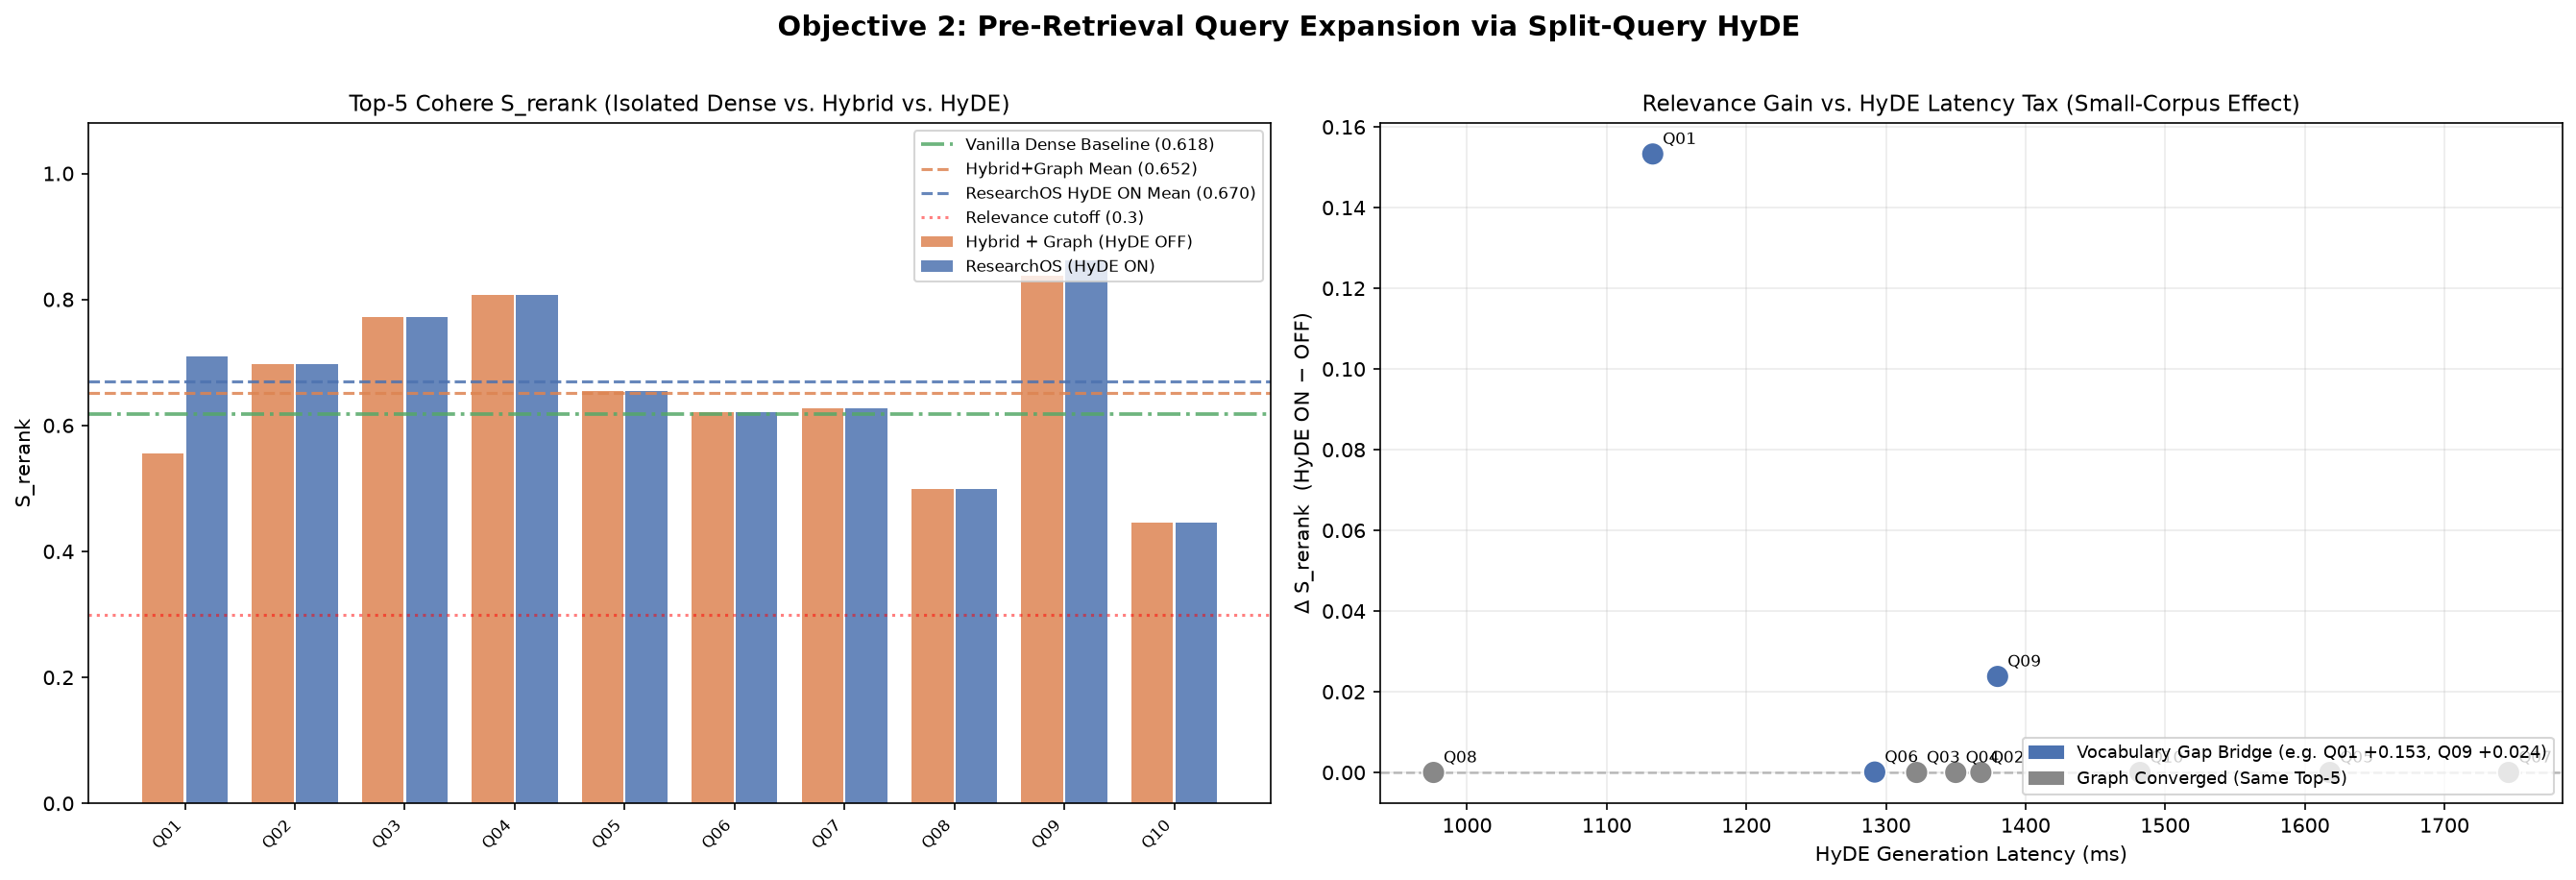 Objective 2: Pre-Retrieval Query Expansion via Split-Query HyDE
Top-5 Cohere S_rerank (Isolated Dense vs. Hybrid vs. HyDE)
S_rerank
1.0
0.8
0.6
0.4
0.2
0.0
Vanilla Dense Baseline (0.618)
Hybrid+Graph Mean (0.652)
ResearchOS HyDE ON Mean (0.670)
Relevance cutoff (0.3)
Hybrid + Graph (HyDE OFF)
ResearchOS (HyDE ON)
Q01 Q02 Q03 Q04 Q05 Q06 Q07 Q08 Q09 Q10
Relevance Gain vs. HyDE Latency Tax (Small-Corpus Effect)
Δ S_rerank (HyDE ON − OFF)
0.16
0.14
0.12
0.10
0.08
0.06
0.04
0.02
0.00
Q01
Q09
Q08 Q06 Q03 Q04 Q02 Q10 Q05 Q07
Vocabulary Gap Bridge (e.g. Q01 +0.153, Q09 +0.024)
Graph Converged (Same Top-5)
1000 1100 1200 1300 1400 1500 1600 1700
HyDE Generation Latency (ms)